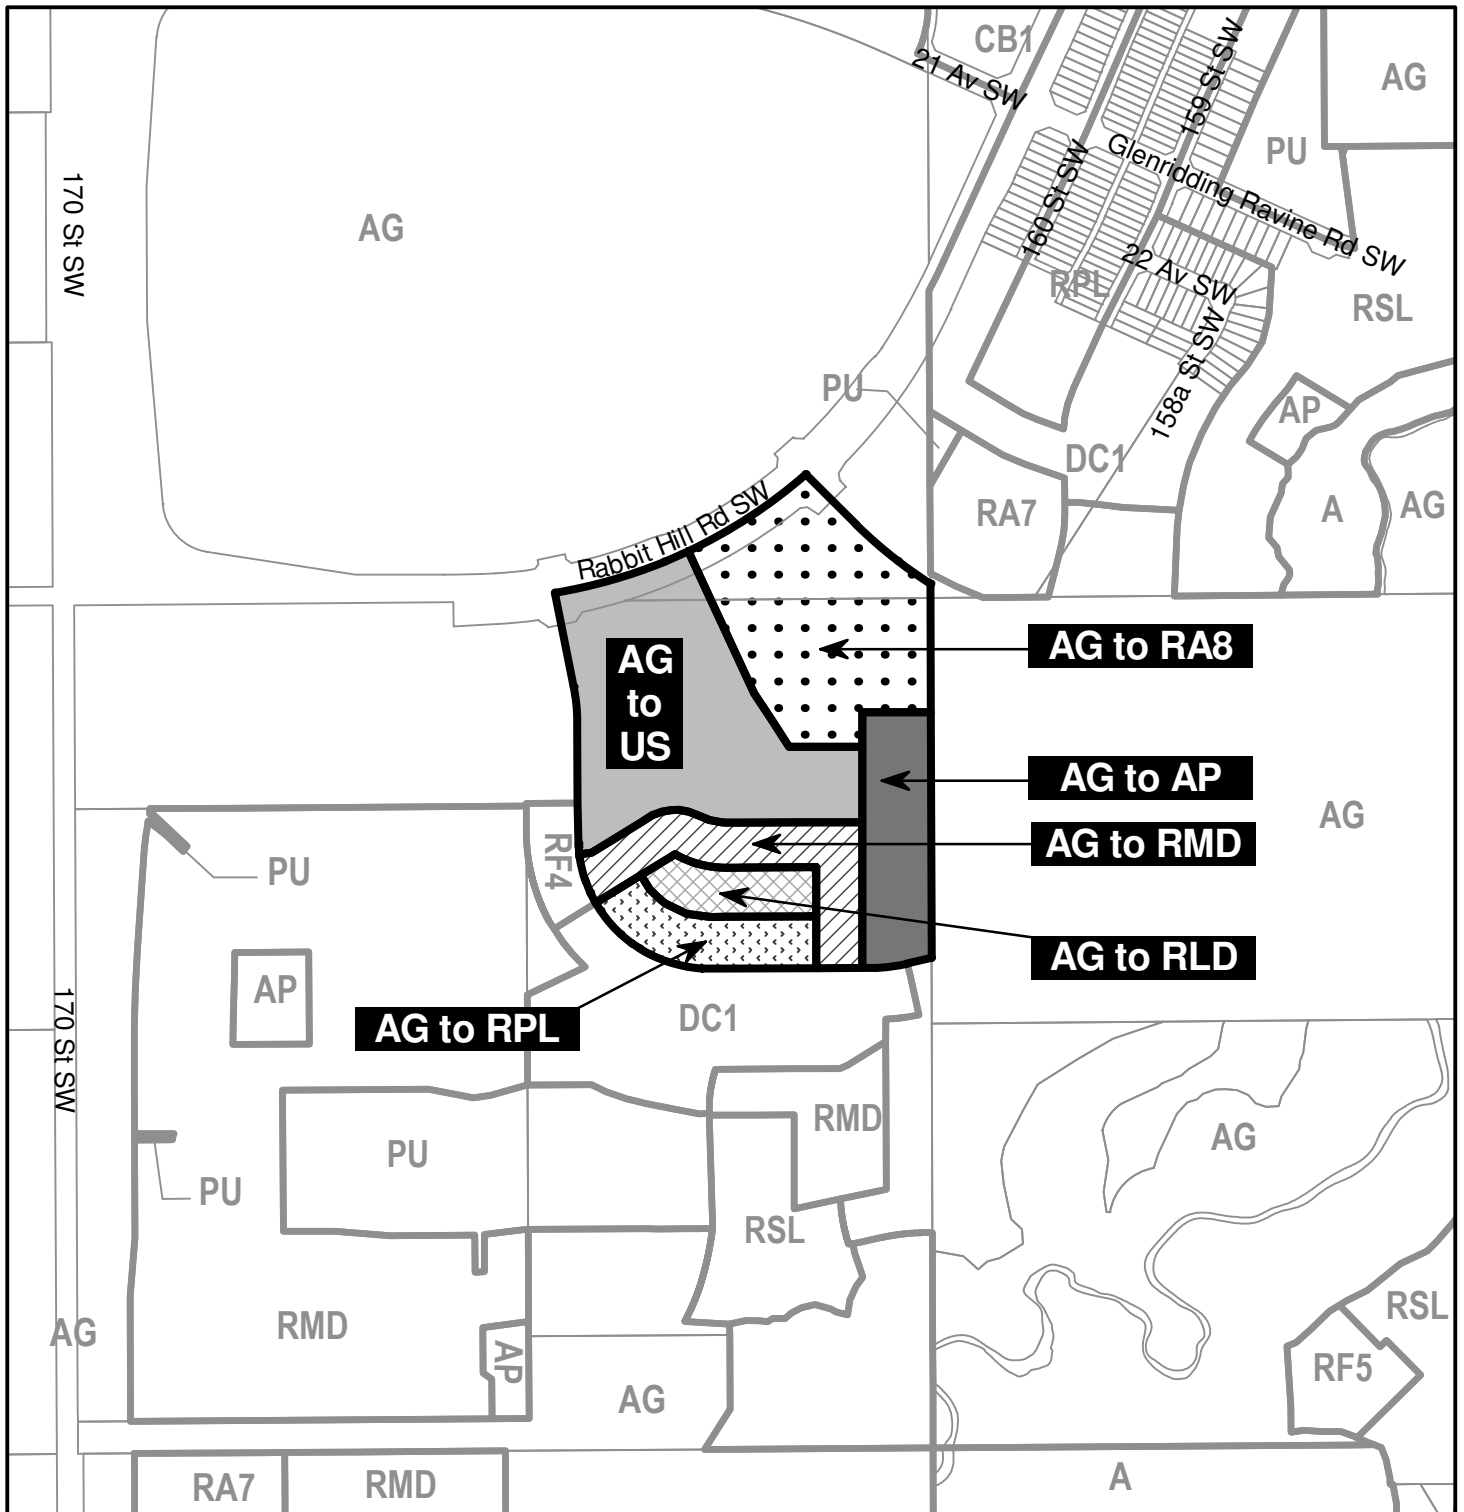 CB1
21 Av SW
159 St SW
AG
PU
Glenridding Ravine Rd SW
160 St SW
170 St SW
AG
22 Av SW
RPL
RSL
158a St SW
PU
AP
DC1
RA7
A
AG
Rabbit Hill Rd SW
AG
to
US
AG to RA8
AG to AP
AG
AG to RMD
RF4
PU
AG to RLD
AP
170 St SW
AG to RPL
DC1
RMD
AG
PU
PU
RSL
RSL
AG
RMD
AP
RF5
AG
RA7
RMD
A